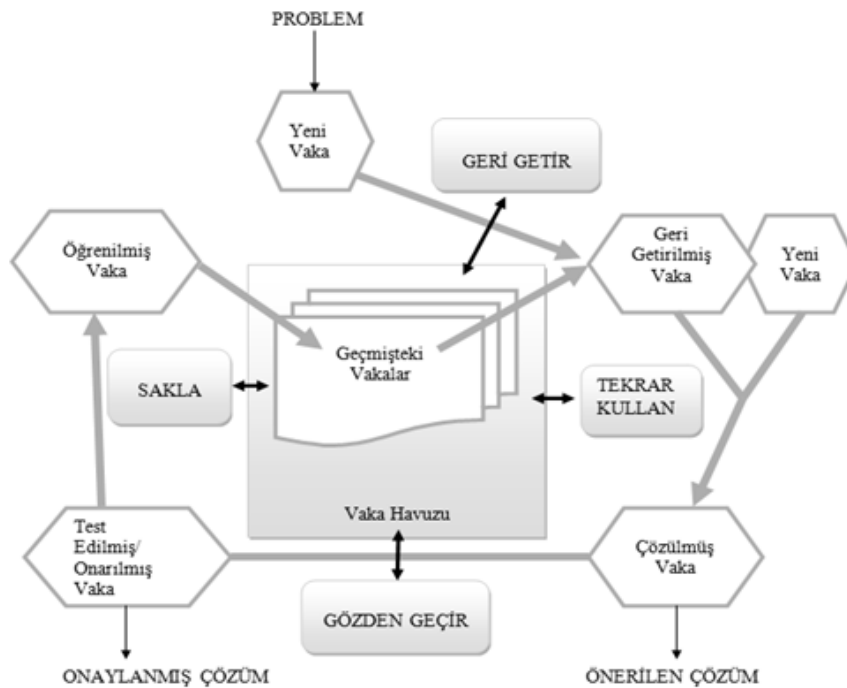 PROBLEM
Yeni
Vaka
GERİ GETİR
Öğrenilmiş
Vaka
Geri
Getirilmiş
Vaka
Yeni
Vaka
Geçmişteki
Vakalar
SAKLA
TEKRAR
KULLAN
Vaka Havuzu
Test
Edilmiş/
Onarılmış
Vaka
Çözülmüş
Vaka
GÖZDEN GEÇİR
ONAYLANMIŞ ÇÖZÜM
ÖNERİLEN ÇÖZÜM